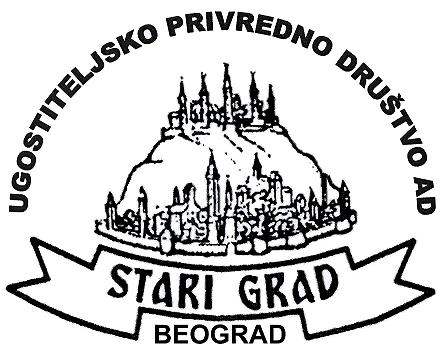 UGOSTITELJSKO PRIVREDNO DRUŠTVO AD
STARI GRAD
BEOGRAD